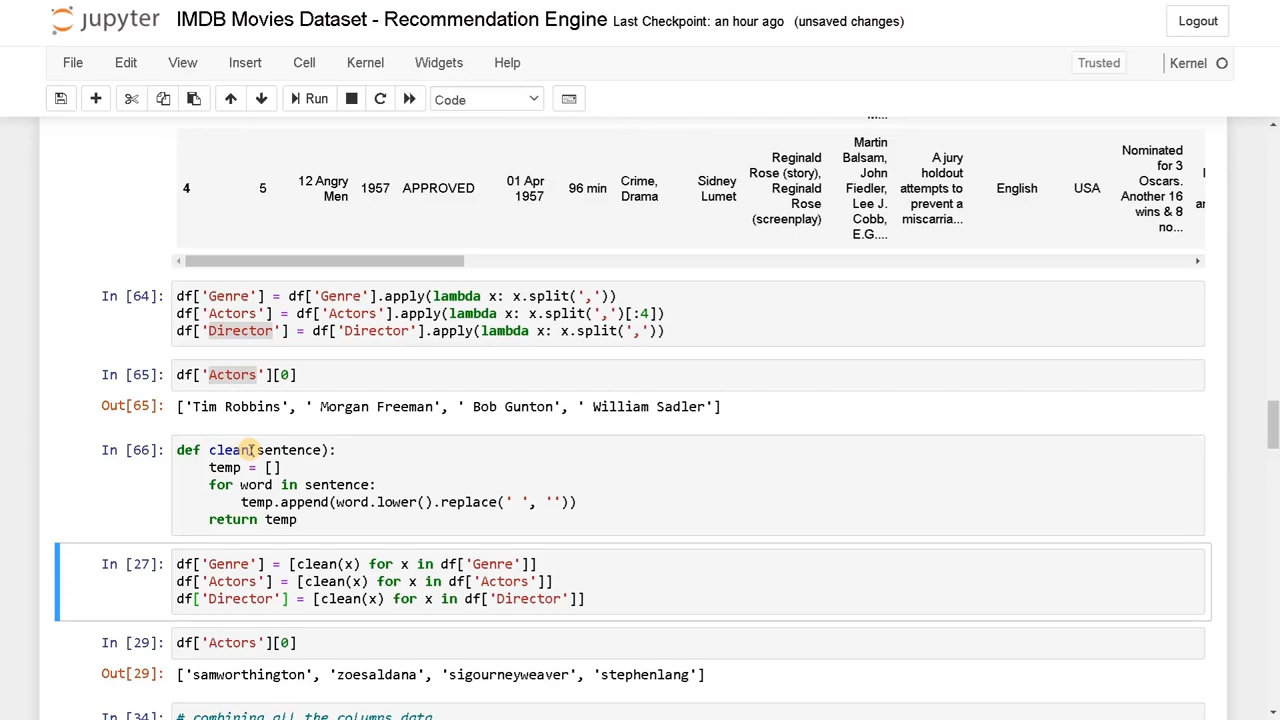 jupyter IMDB Movies Dataset - Recommendation Engine Last Checkpoint: an hour ago (unsaved changes) Logout
File Edit View Insert Cell Kernel Widgets Help Trusted Kernel
Run Code
4 5 12 Angry Men 1957 APPROVED 01 Apr 1957 96 min Crime, Drama Sidney Lumet Reginald Rose (story), Reginald Rose (screenplay) Martin Balsam, John Fiedler, Lee J. Cobb, E.G.... A jury holdout attempts to prevent a miscarria... English USA Nominated for 3 Oscars. Another 16 wins & 8 no...
In [64]: df['Genre'] = df['Genre'].apply(lambda x: x.split(','))
df['Actors'] = df['Actors'].apply(lambda x: x.split(',')[:4])
df['Director'] = df['Director'].apply(lambda x: x.split(','))
In [65]: df['Actors'][0]
Out[65]: ['Tim Robbins', ' Morgan Freeman', ' Bob Gunton', ' William Sadler']
In [66]: def clean(sentence):
temp = []
for word in sentence:
temp.append(word.lower().replace(' ', ''))
return temp
In [27]: df['Genre'] = [clean(x) for x in df['Genre']]
df['Actors'] = [clean(x) for x in df['Actors']]
df['Director'] = [clean(x) for x in df['Director']]
In [29]: df['Actors'][0]
Out[29]: ['samworthington', 'zoesaldana', 'sigourneyweaver', 'stephenlang']
In [34]: # combining all the columns data